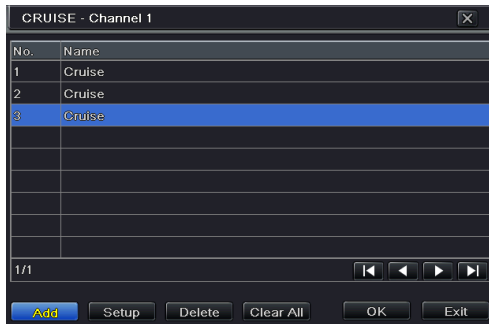 CRUISE - Channel 1
No. Name
1 Cruise
2 Cruise
3 Cruise
1/1
Add Setup Delete Clear All OK Exit